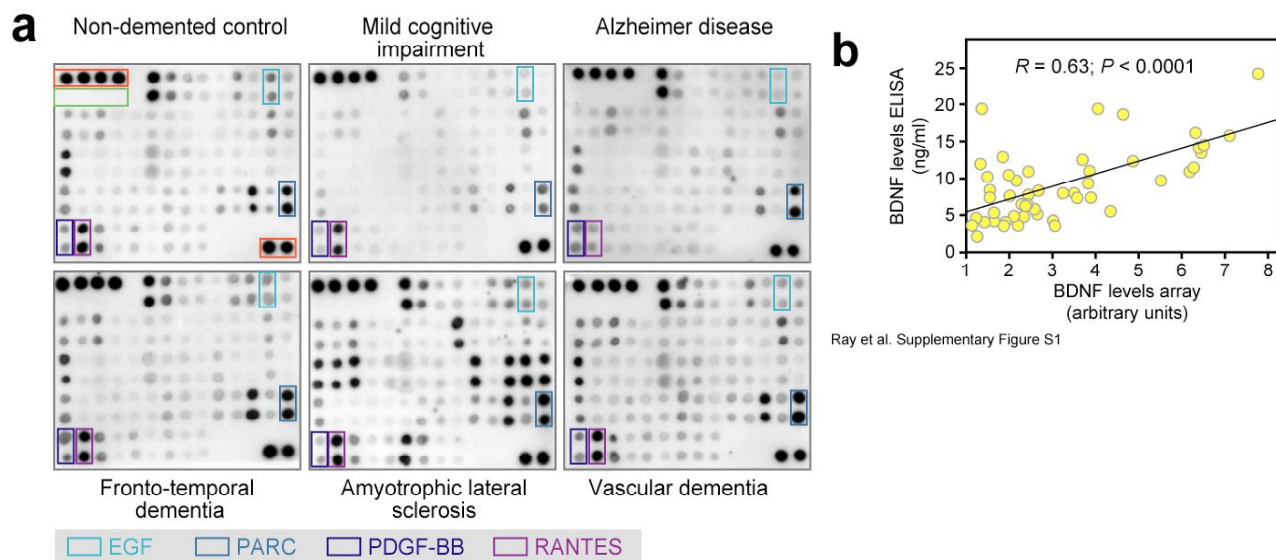 a
Non-demented control
Mild cognitive
impairment
Alzheimer disease
Fronto-temporal
dementia
Amyotrophic lateral
sclerosis
Vascular dementia
EGF
PARC
PDGF-BB
RANTES
b
R = 0.63; P < 0.0001
BDNF levels ELISA
(ng/ml)
25
20
15
10
5
0
1 2 3 4 5 6 7 8
BDNF levels array
(arbitrary units)
Ray et al. Supplementary Figure S1